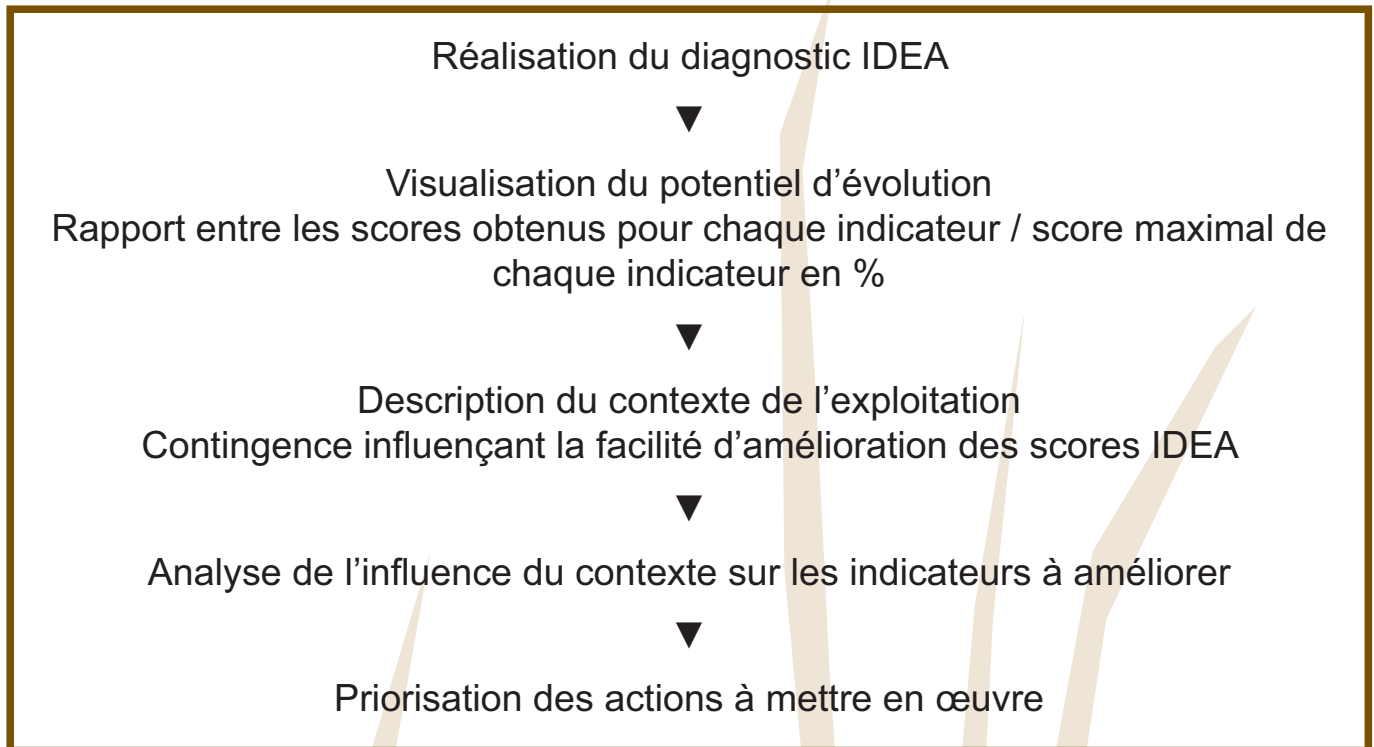 Réalisation du diagnostic IDEA
▼
Visualisation du potentiel d’évolution
Rapport entre les scores obtenus pour chaque indicateur / score maximal de
chaque indicateur en %
▼
Description du contexte de l’exploitation
Contingence influençant la facilité d’amélioration des scores IDEA
▼
Analyse de l’influence du contexte sur les indicateurs à améliorer
▼
Priorisation des actions à mettre en œuvre